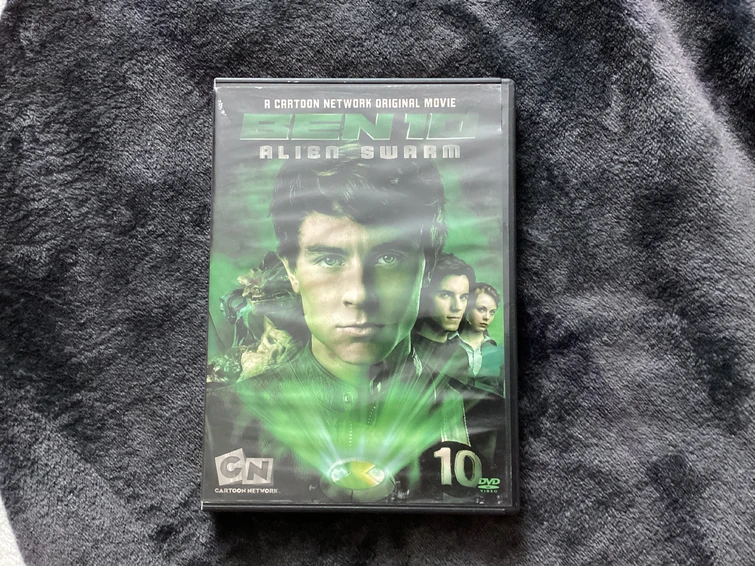 A CARTOON NETWORK ORIGINAL MOVIE
BEN 10
ALIEN SWARM
CN
CARTOON NETWORK
10
DVD
VIDEO